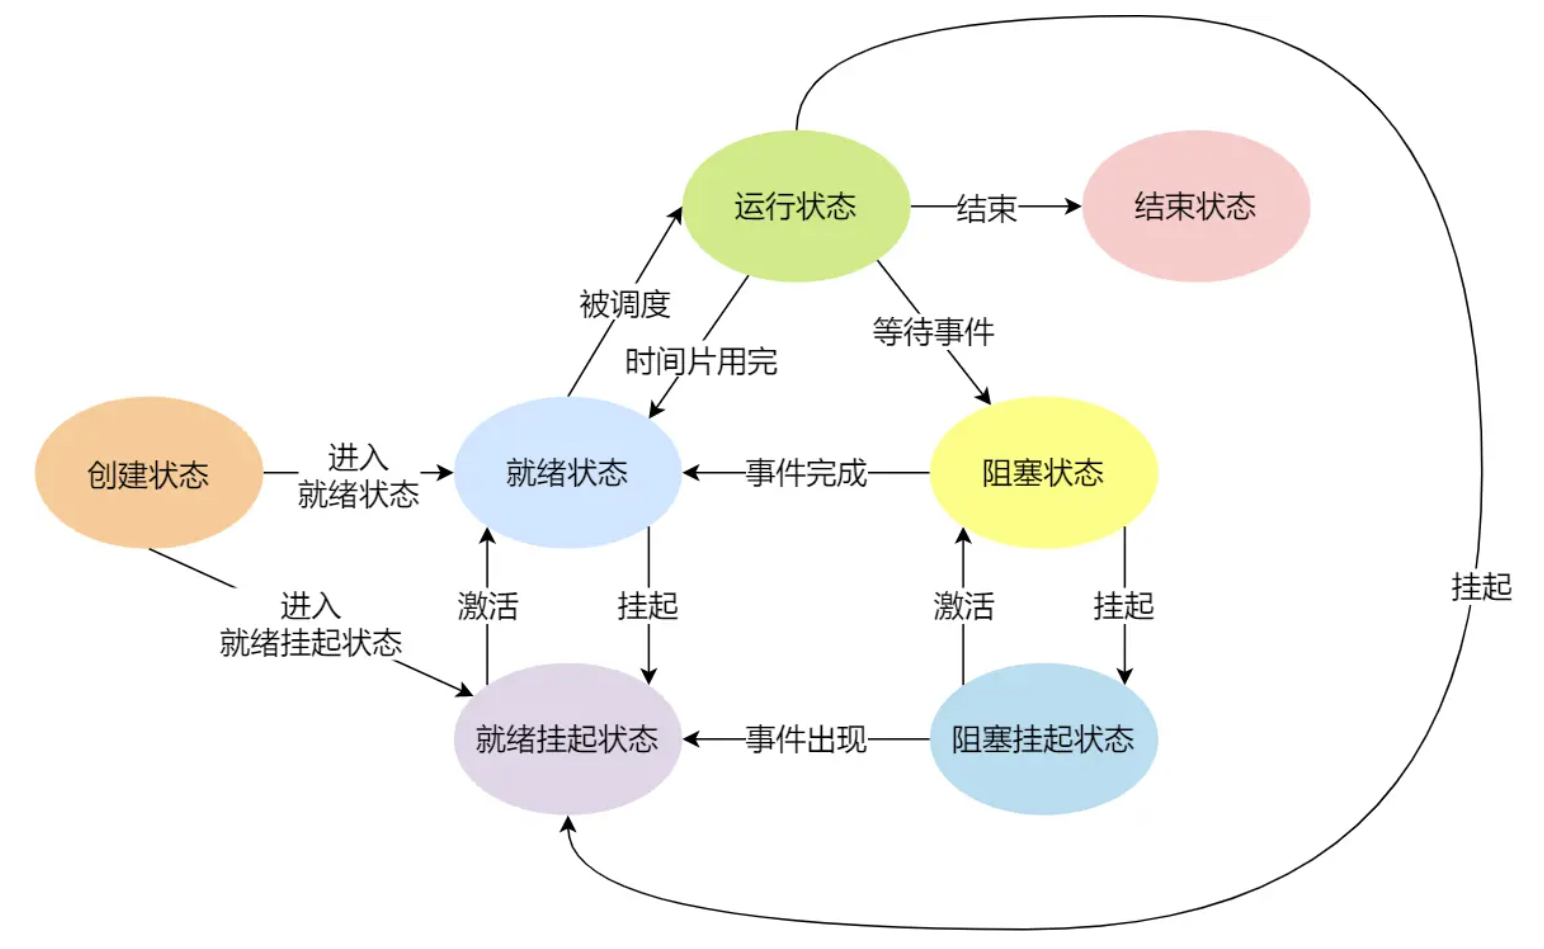 运行状态
结束
结束状态
被调度
等待事件
时间片用完
创建状态
进入
就绪状态
就绪状态
事件完成
阻塞状态
进入
就绪挂起状态
激活
挂起
激活
挂起
挂起
就绪挂起状态
事件出现
阻塞挂起状态